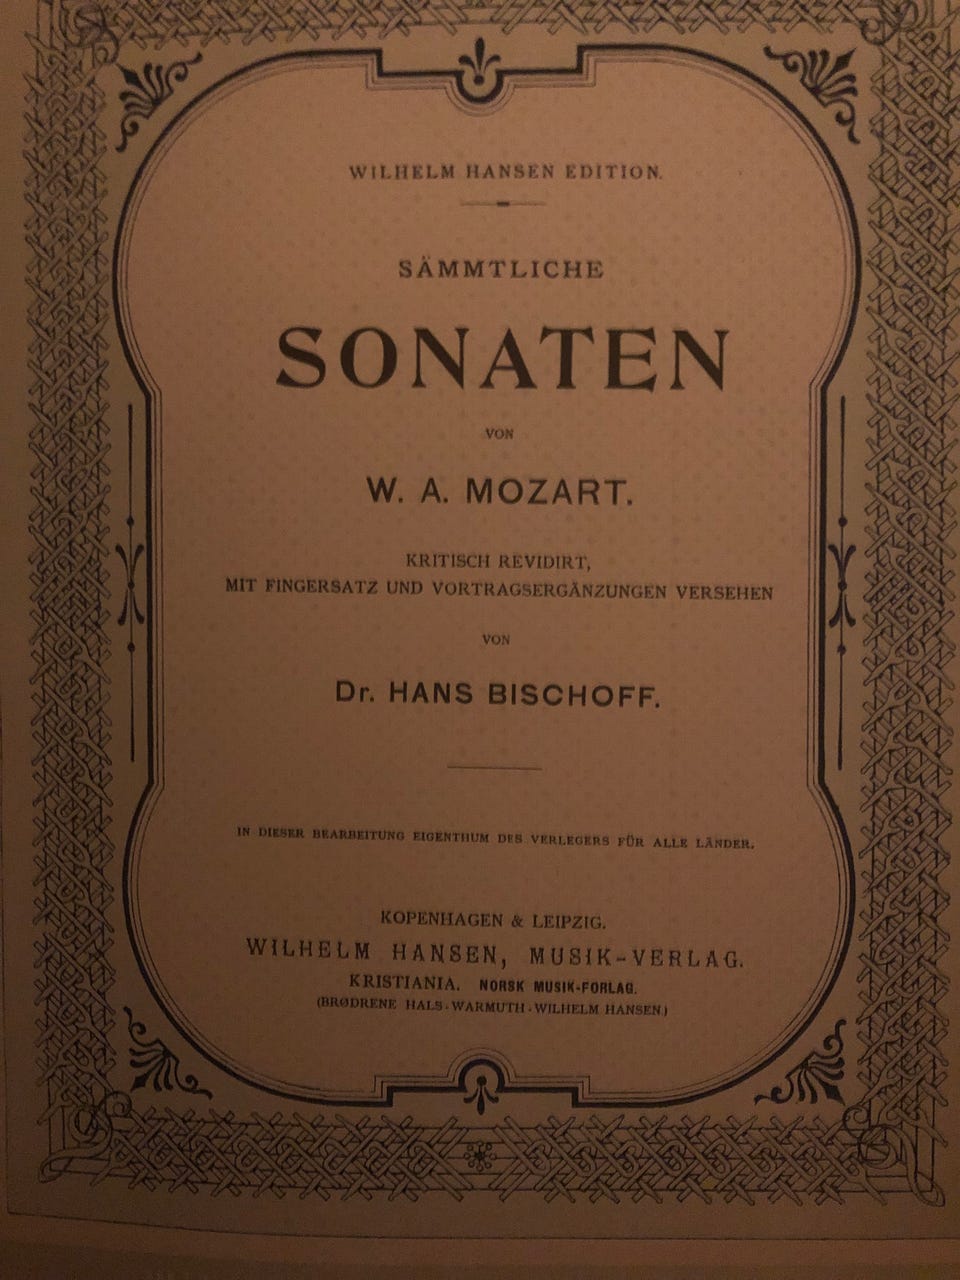 WILHELM HANSEN EDITION.
SÄMMTLICHE
SONATEN
VON
W. A. MOZART.
KRITISCH REVIDIRT,
MIT FINGERSATZ UND VORTRAGSERGÄNZUNGEN VERSEHEN
VON
Dr. HANS BISCHOFF.
IN DIESER BEARBEITUNG EIGENTHUM DES VERLEGERS FÜR ALLE LÄNDER.
KOPENHAGEN & LEIPZIG.
WILHELM HANSEN, MUSIK-VERLAG.
KRISTIANIA. NORSK MUSIK-FORLAG.
(BRØDRENE HALS·WARMUTH·WILHELM HANSEN)